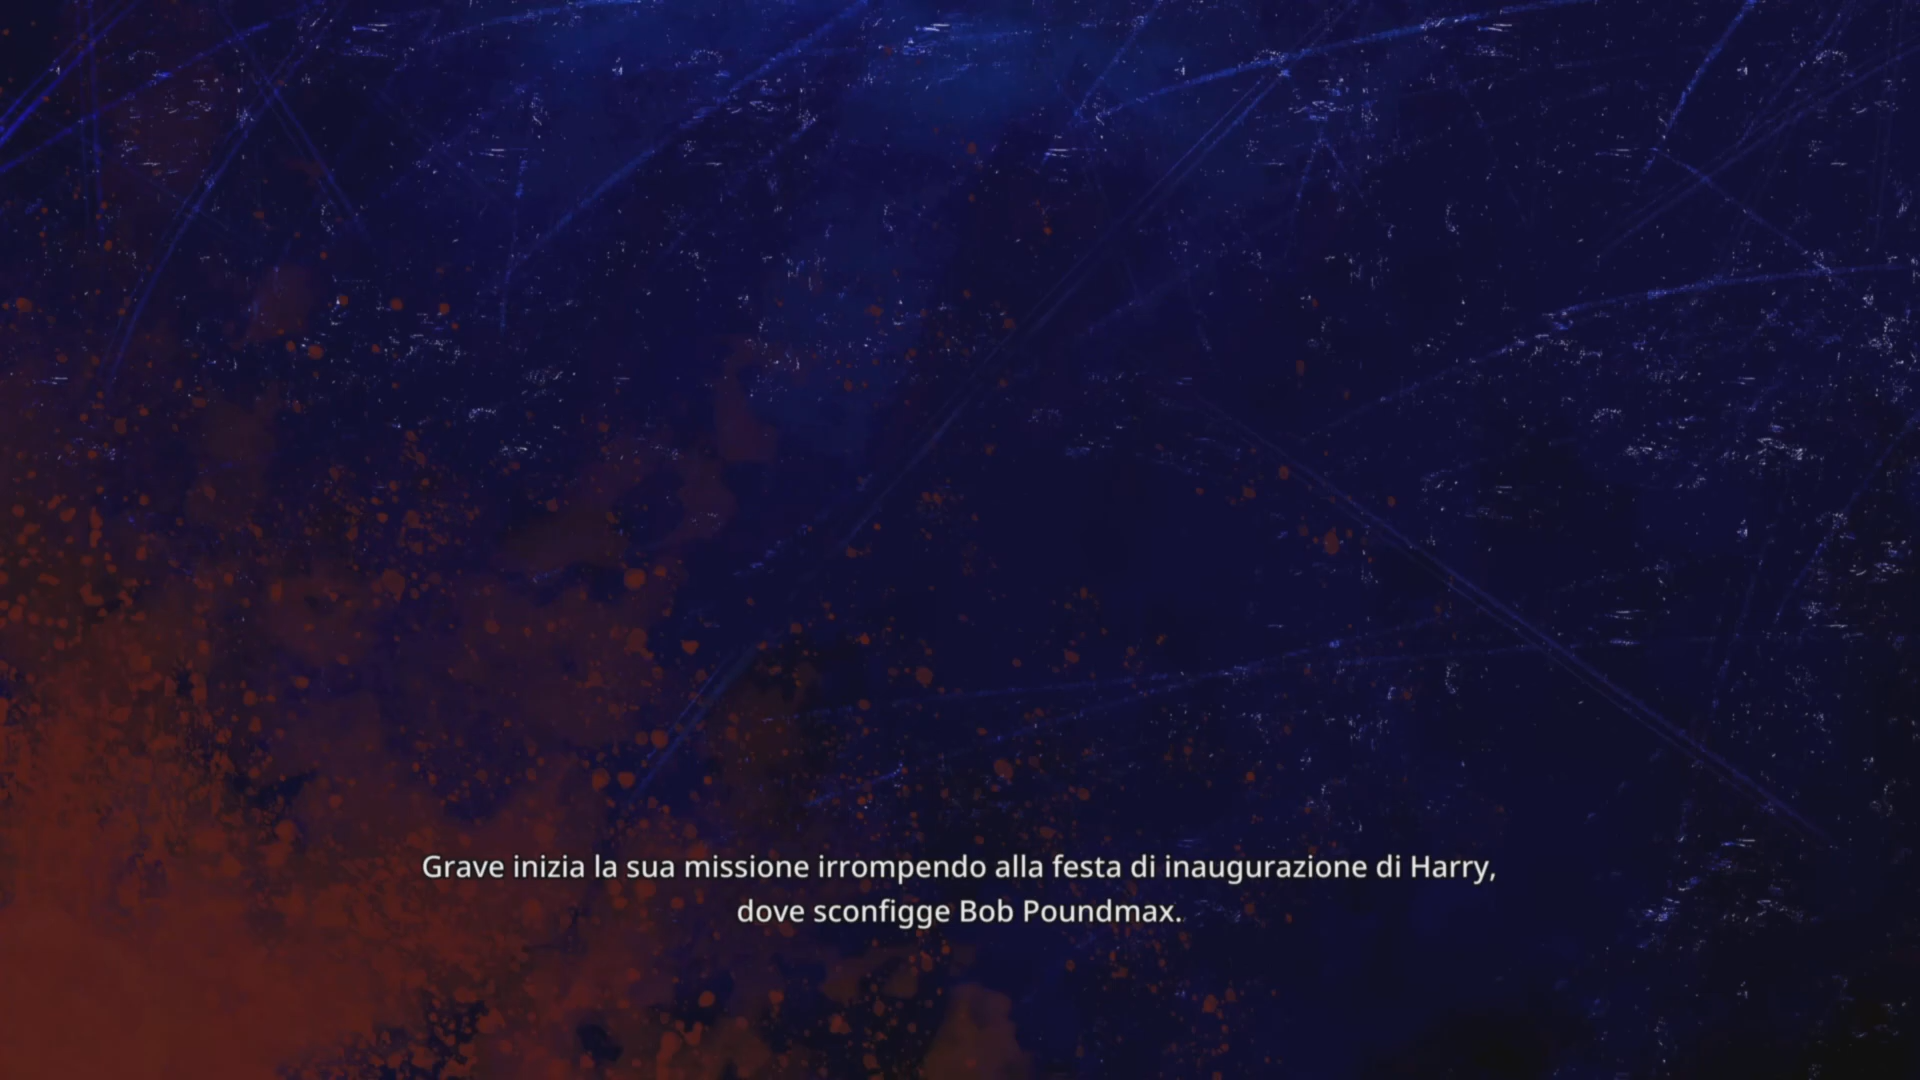 Grave inizia la sua missione irrompendo alla festa di inaugurazione di Harry,
dove sconfigge Bob Poundmax.